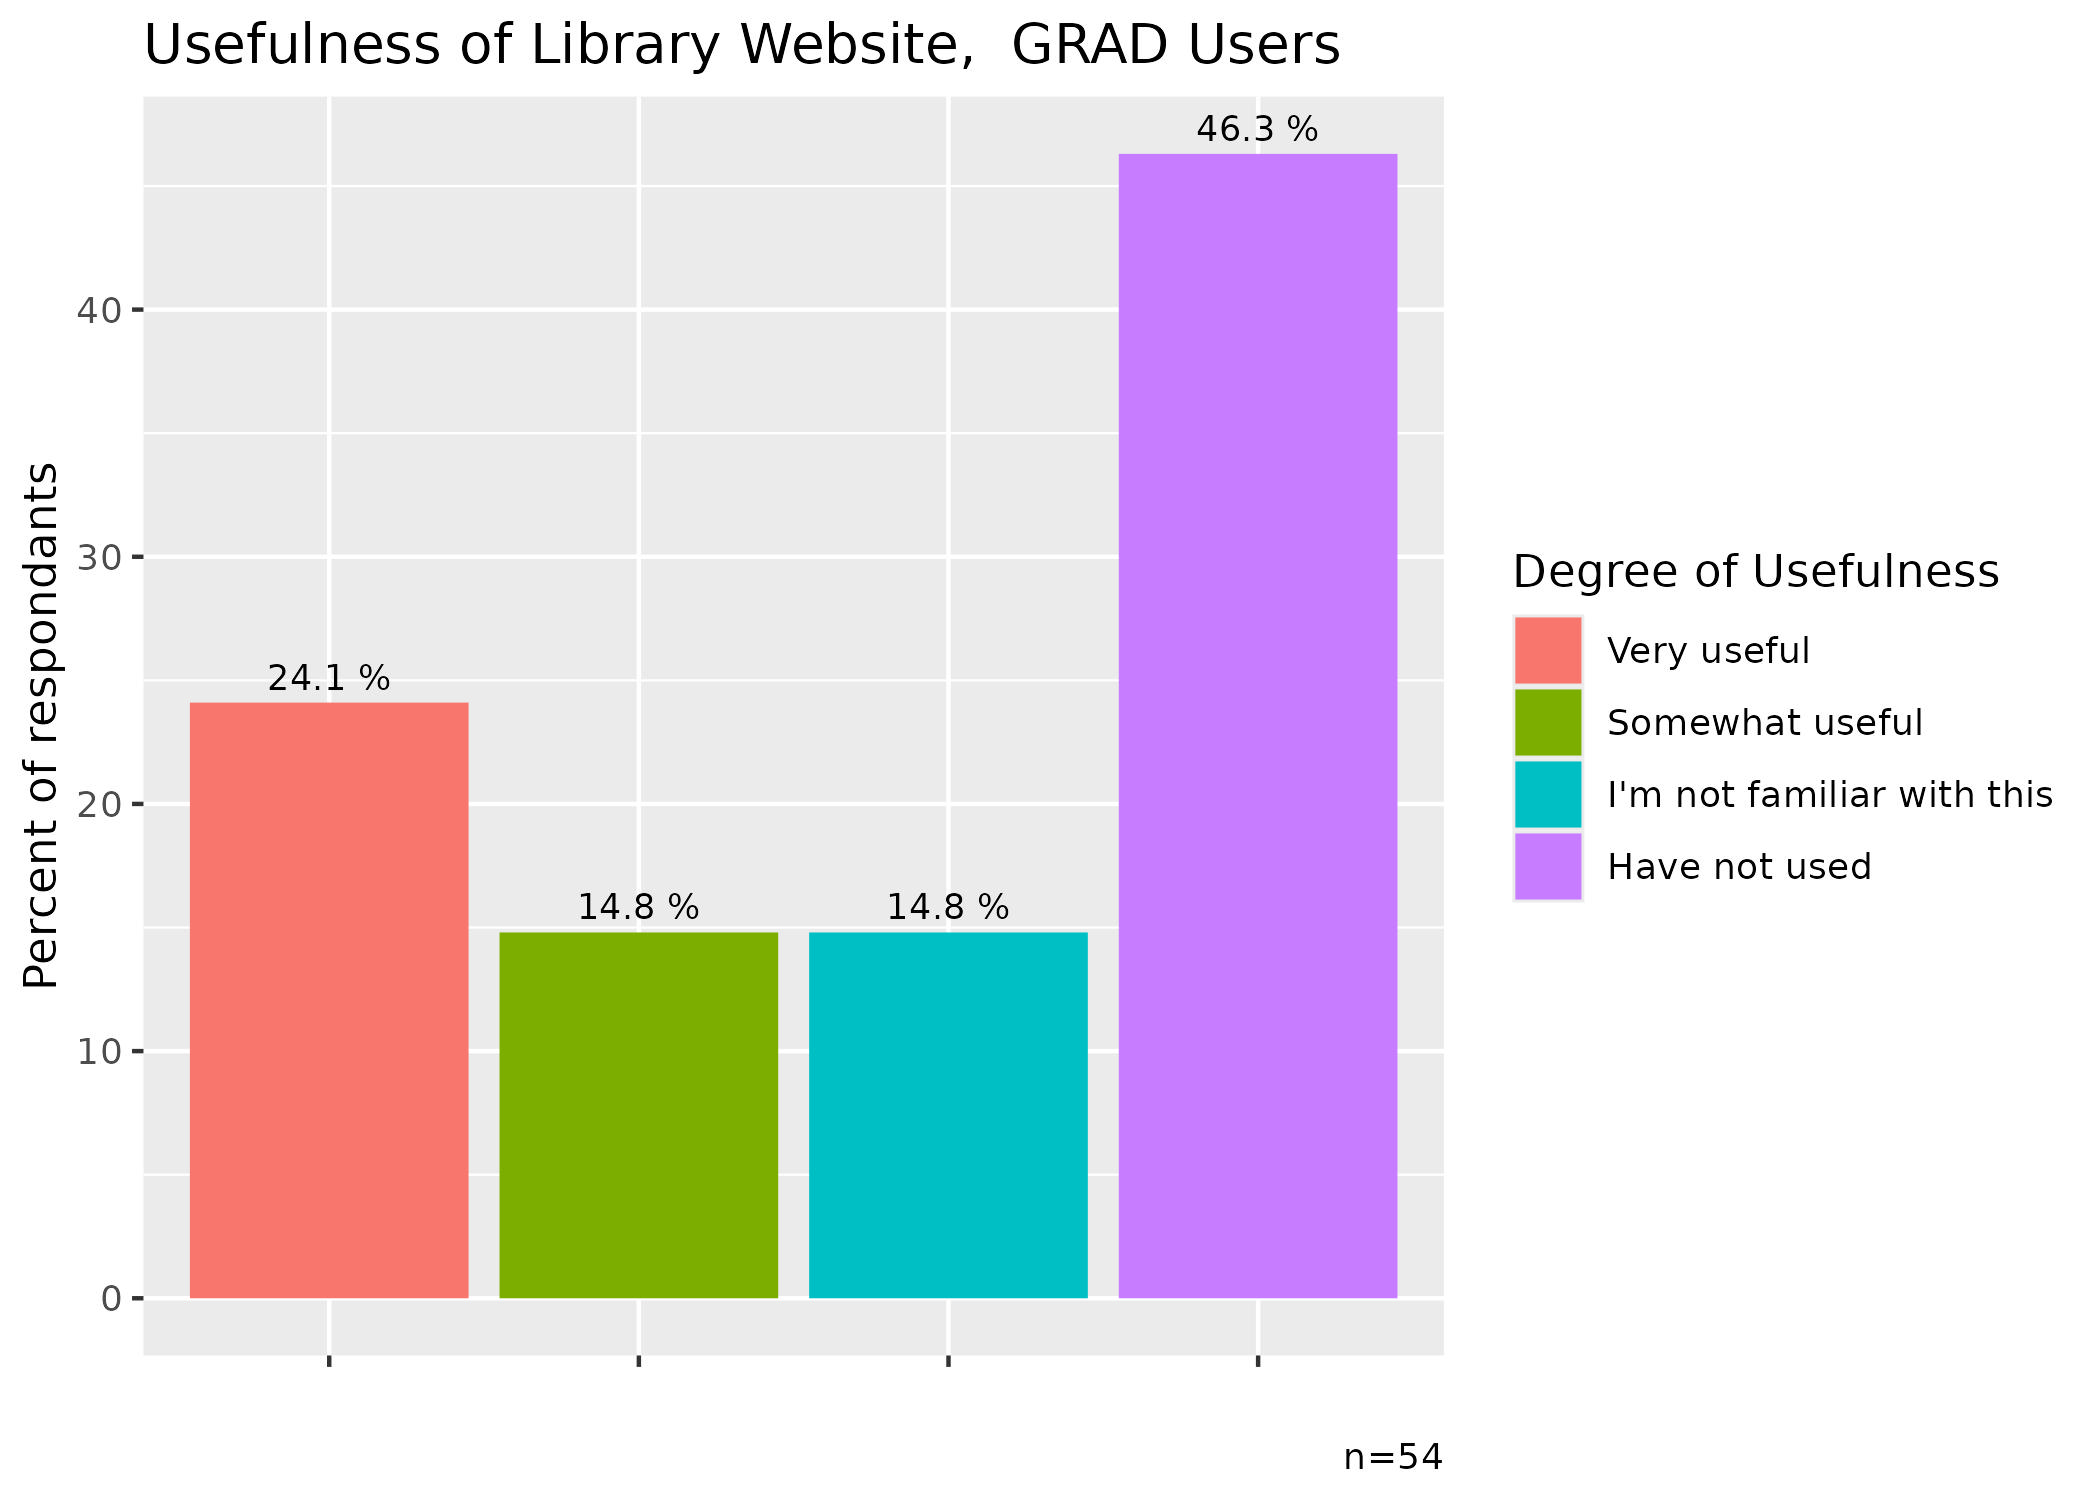 Usefulness of Library Website,  GRAD Users
Percent of respondants
40
30
20
10
0
24.1 %
14.8 %
14.8 %
46.3 %
Degree of Usefulness
Very useful
Somewhat useful
I'm not familiar with this
Have not used
n=54